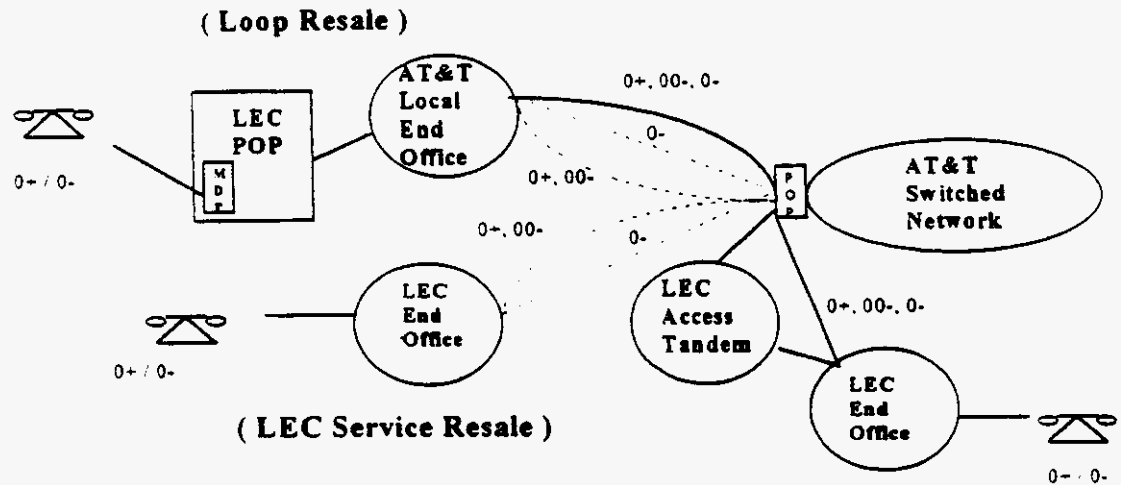 ( Loop Resale )
AT&T
Local
End
Office
LEC
POP
MDF
0+ / 0-
0+, 00-, 0-
0-
0+, 00-
0+, 00-
0-
POP
AT&T
Switched
Network
LEC
End
Office
0+ / 0-
LEC
Access
Tandem
0+, 00-, 0-
LEC
End
Office
0+ / 0-
( LEC Service Resale )